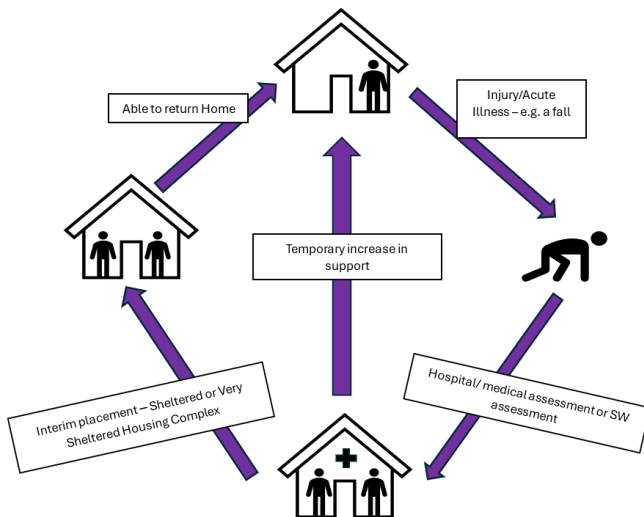 Able to return Home
Injury/Acute
Illness – e.g. a fall
Temporary increase in
support
Interim placement – Sheltered or Very
Sheltered Housing Complex
Hospital/ medical assessment or SW
assessment